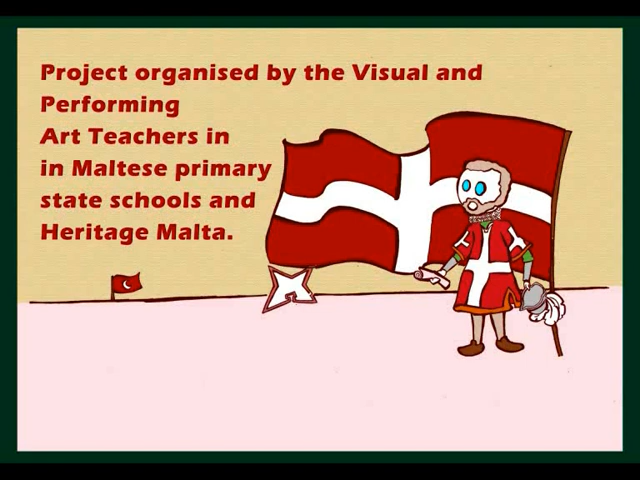 Project organised by the Visual and
Performing
Art Teachers in
in Maltese primary
state schools and
Heritage Malta.